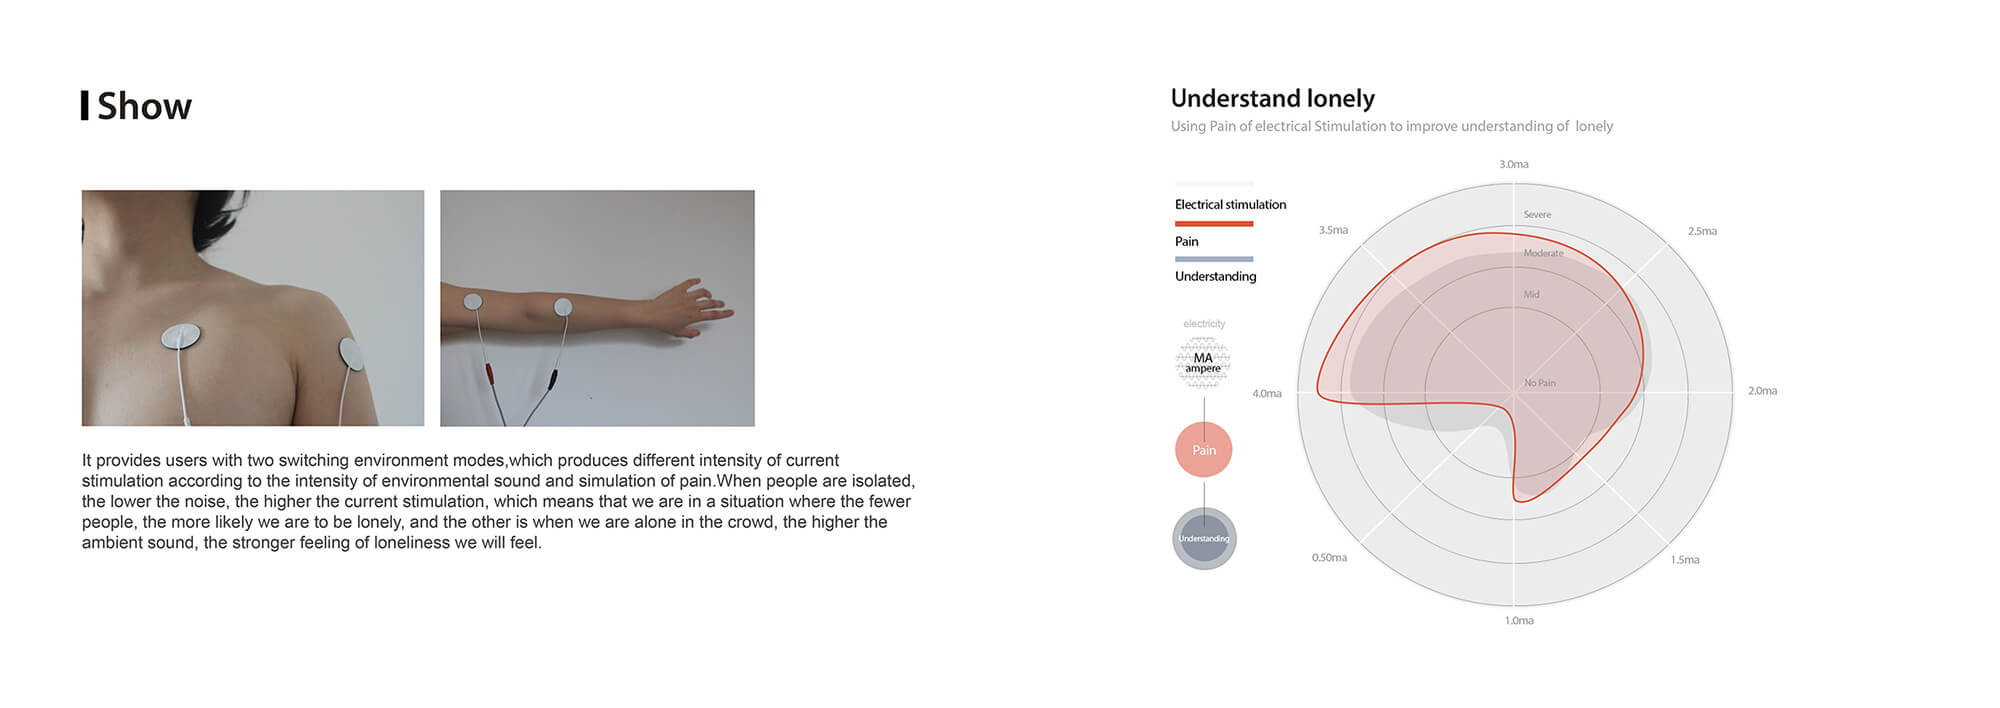 Show
It provides users with two switching environment modes,which produces different intensity of current
stimulation according to the intensity of environmental sound and simulation of pain.When people are isolated,
the lower the noise, the higher the current stimulation, which means that we are in a situation where the fewer
people, the more likely we are to be lonely, and the other is when we are alone in the crowd, the higher the
ambient sound, the stronger feeling of loneliness we will feel.
Understand lonely
Using Pain of electrical Stimulation to improve understanding of lonely
Electrical stimulation
Pain
Understanding
electricity
MA
ampere
Pain
Understanding
3.0ma
3.5ma
2.5ma
Severe
Moderate
Mid
No Pain
4.0ma
2.0ma
0.50ma
1.5ma
1.0ma